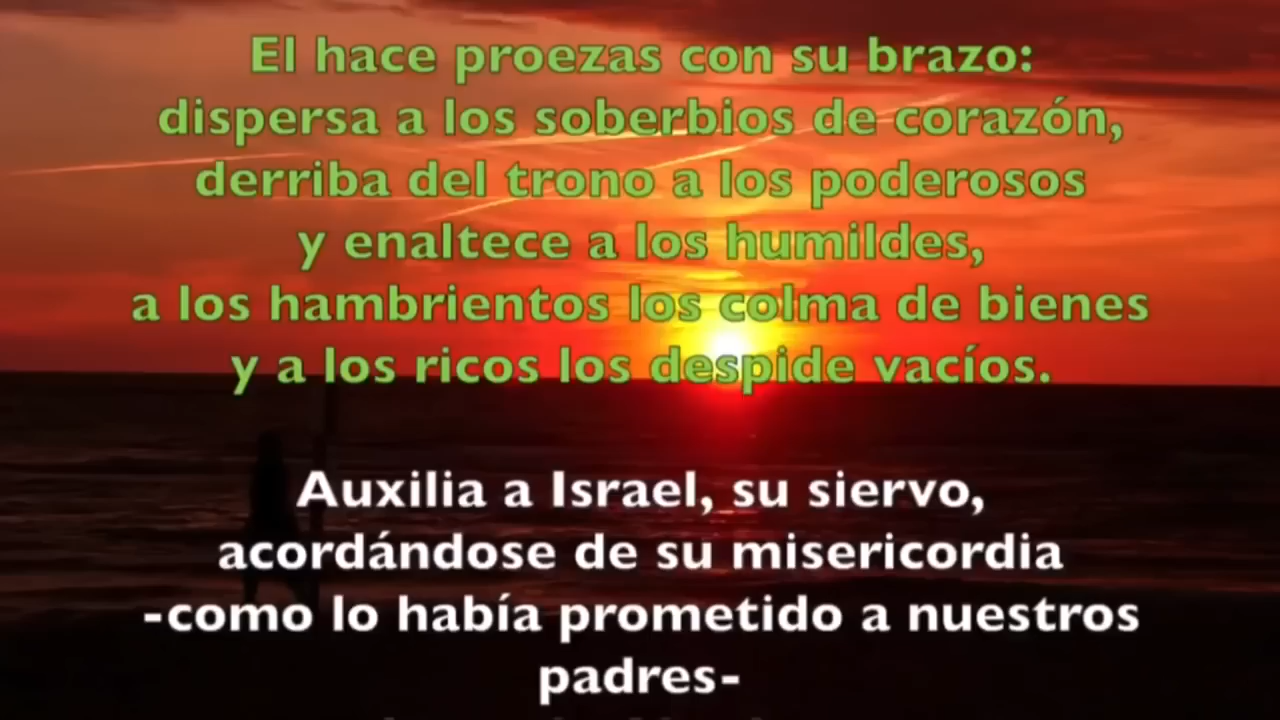 El hace proezas con su brazo:
dispersa a los soberbios de corazón,
derriba del trono a los poderosos
y enaltece a los humildes,
a los hambrientos los colma de bienes
y a los ricos los despide vacíos.
Auxilia a Israel, su siervo,
acordándose de su misericordia
-como lo había prometido a nuestros
padres-